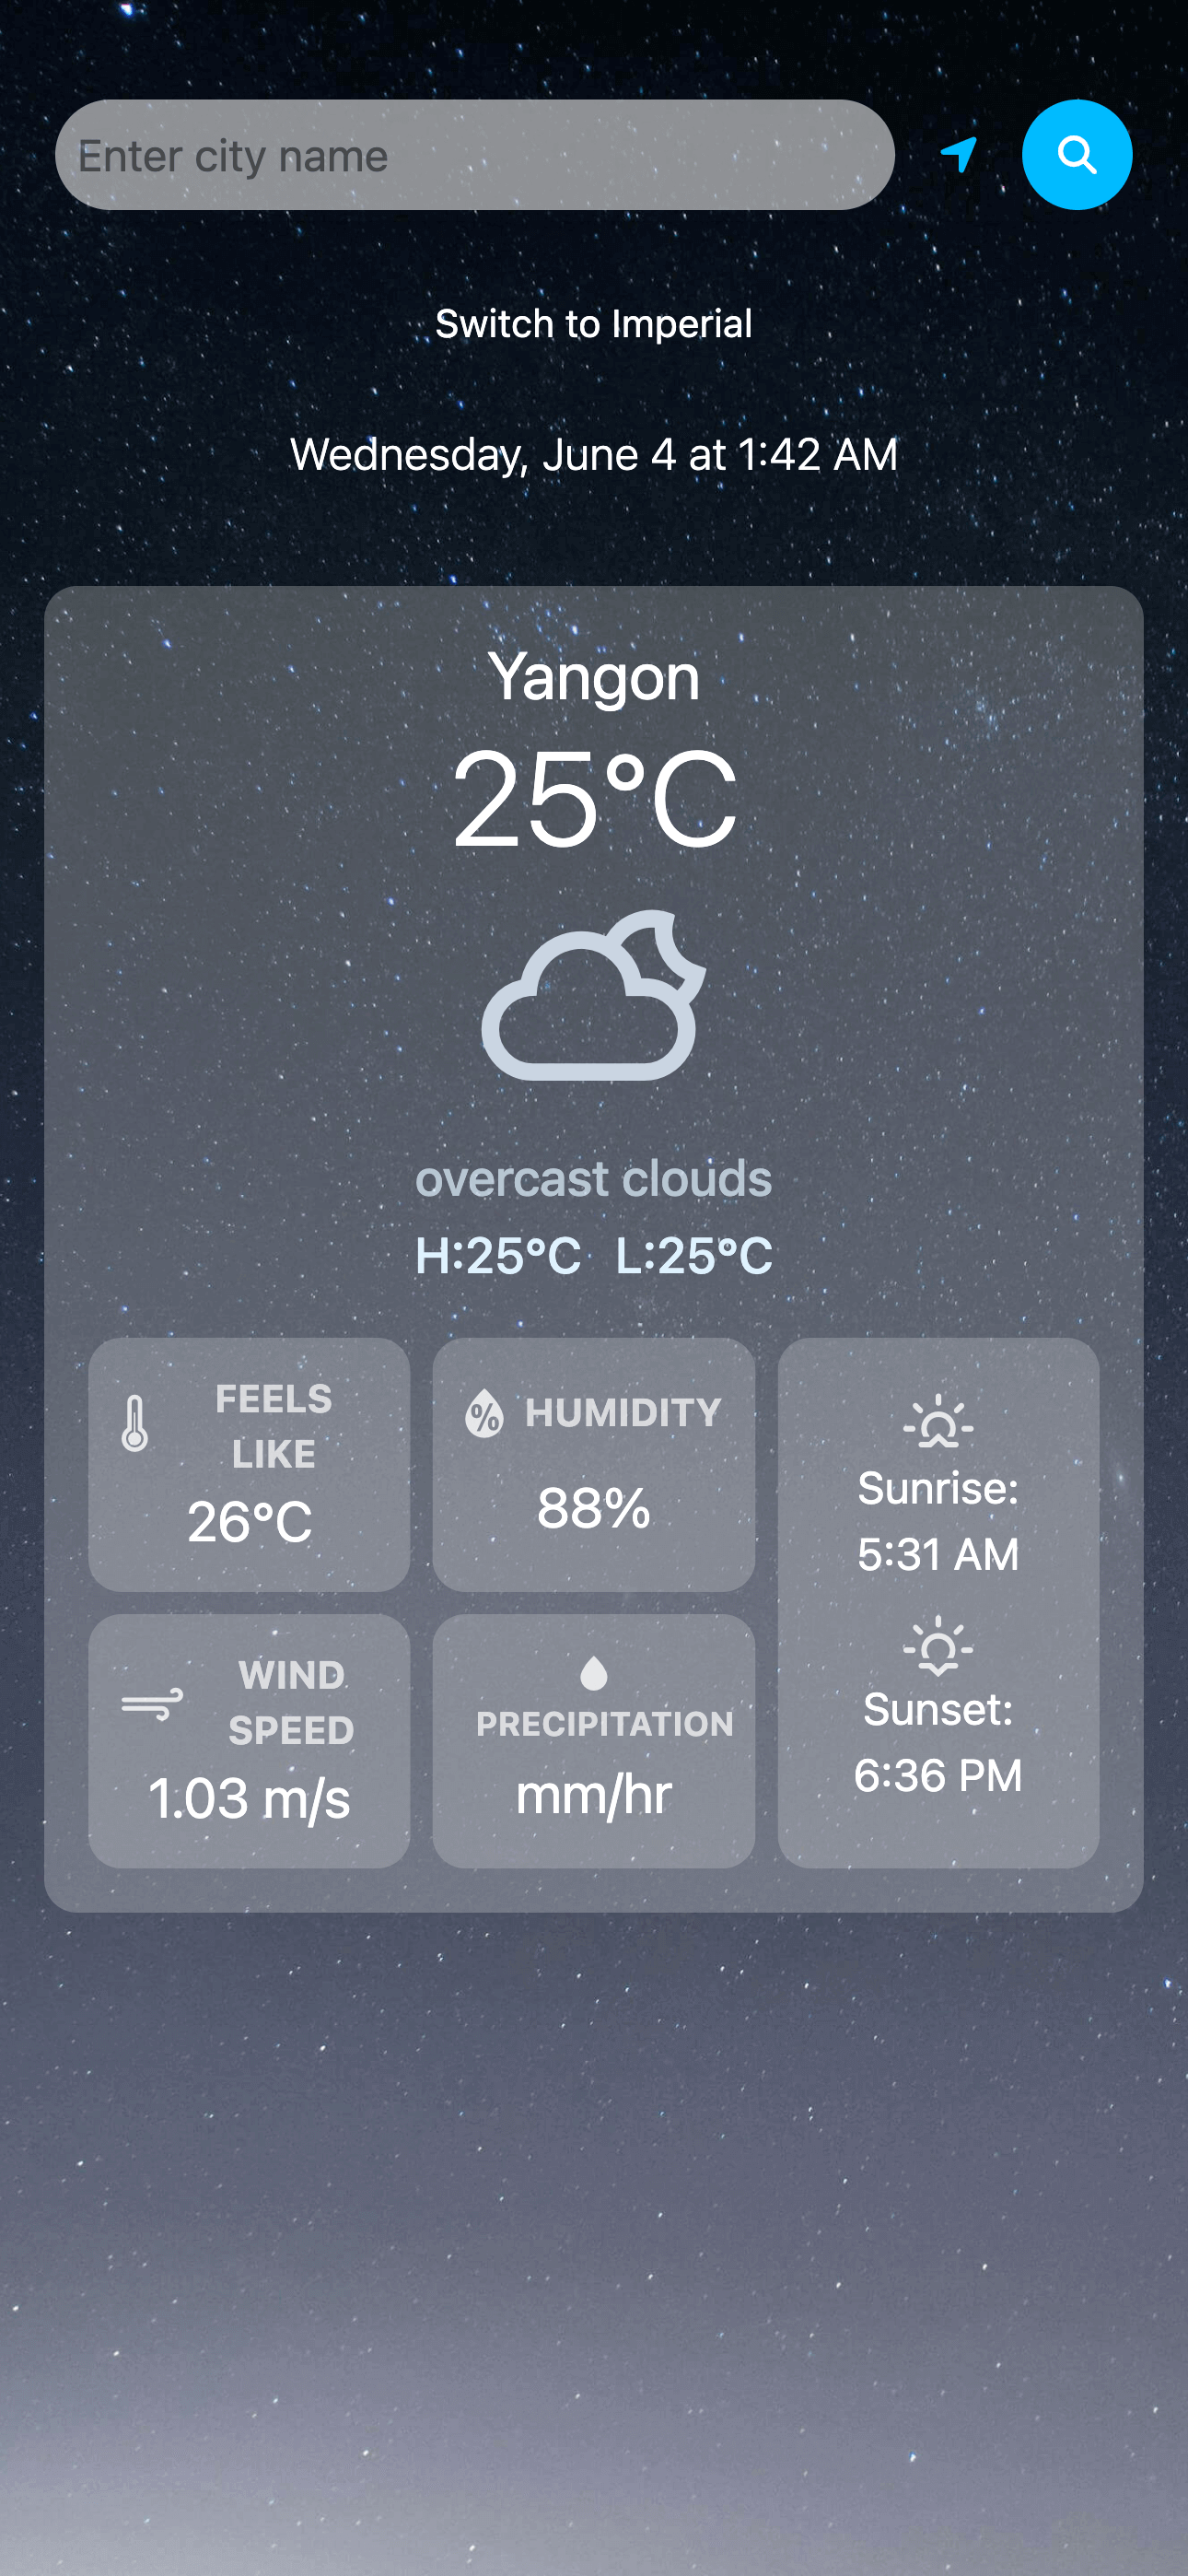 Enter city name
Switch to Imperial
Wednesday, June 4 at 1:42 AM
Yangon
25°C
overcast clouds
H:25°C L:25°C
FEELS
LIKE
26°C
% HUMIDITY
88%
Sunrise:
5:31 AM
WIND
SPEED
1.03 m/s
PRECIPITATION
mm/hr
Sunset:
6:36 PM